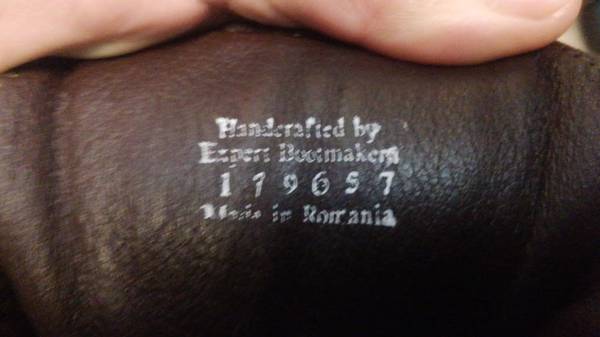 Handcrafted by
Expert Bootmakers
179657
Made in Romania